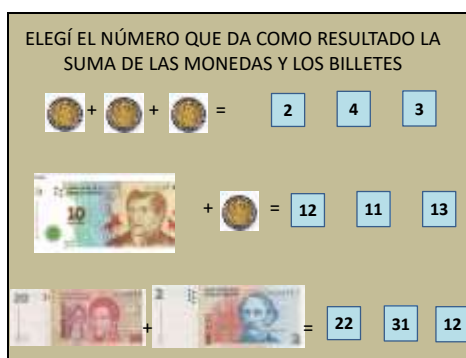 ELEGÍ EL NÚMERO QUE DA COMO RESULTADO LA
SUMA DE LAS MONEDAS Y LOS BILLETES
+ + = 2 4 3
10 + = 12 11 13
20 + 2 2 = 22 31 12